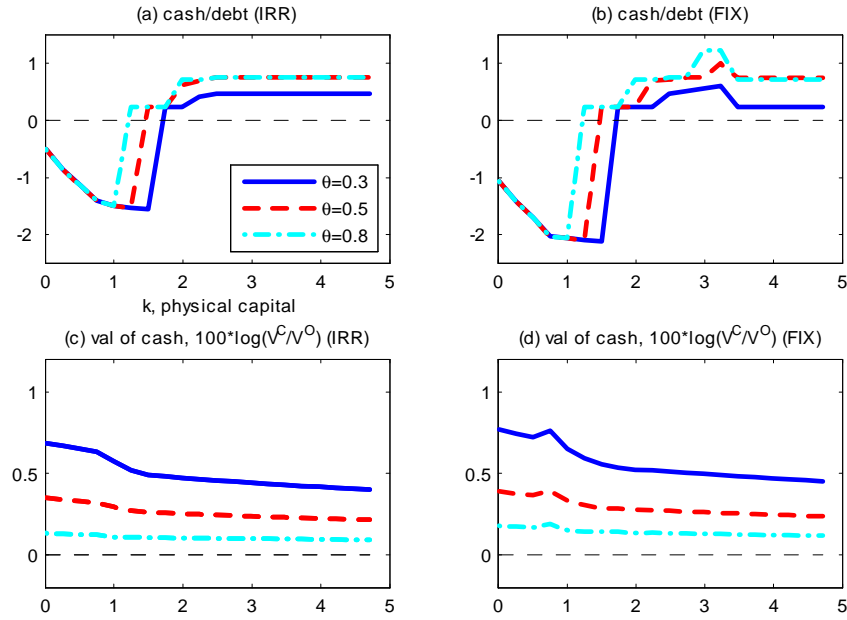 (a) cash/debt (IRR)
1
0
-1
-2
θ=0.3
θ=0.5
θ=0.8
0 1 2 3 4 5
k, physical capital
(b) cash/debt (FIX)
1
0
-1
-2
0 1 2 3 4 5
(c) val of cash, 100*log(V^C/V^O) (IRR)
1
0.5
0
0 1 2 3 4 5
(d) val of cash, 100*log(V^C/V^O) (FIX)
1
0.5
0
0 1 2 3 4 5